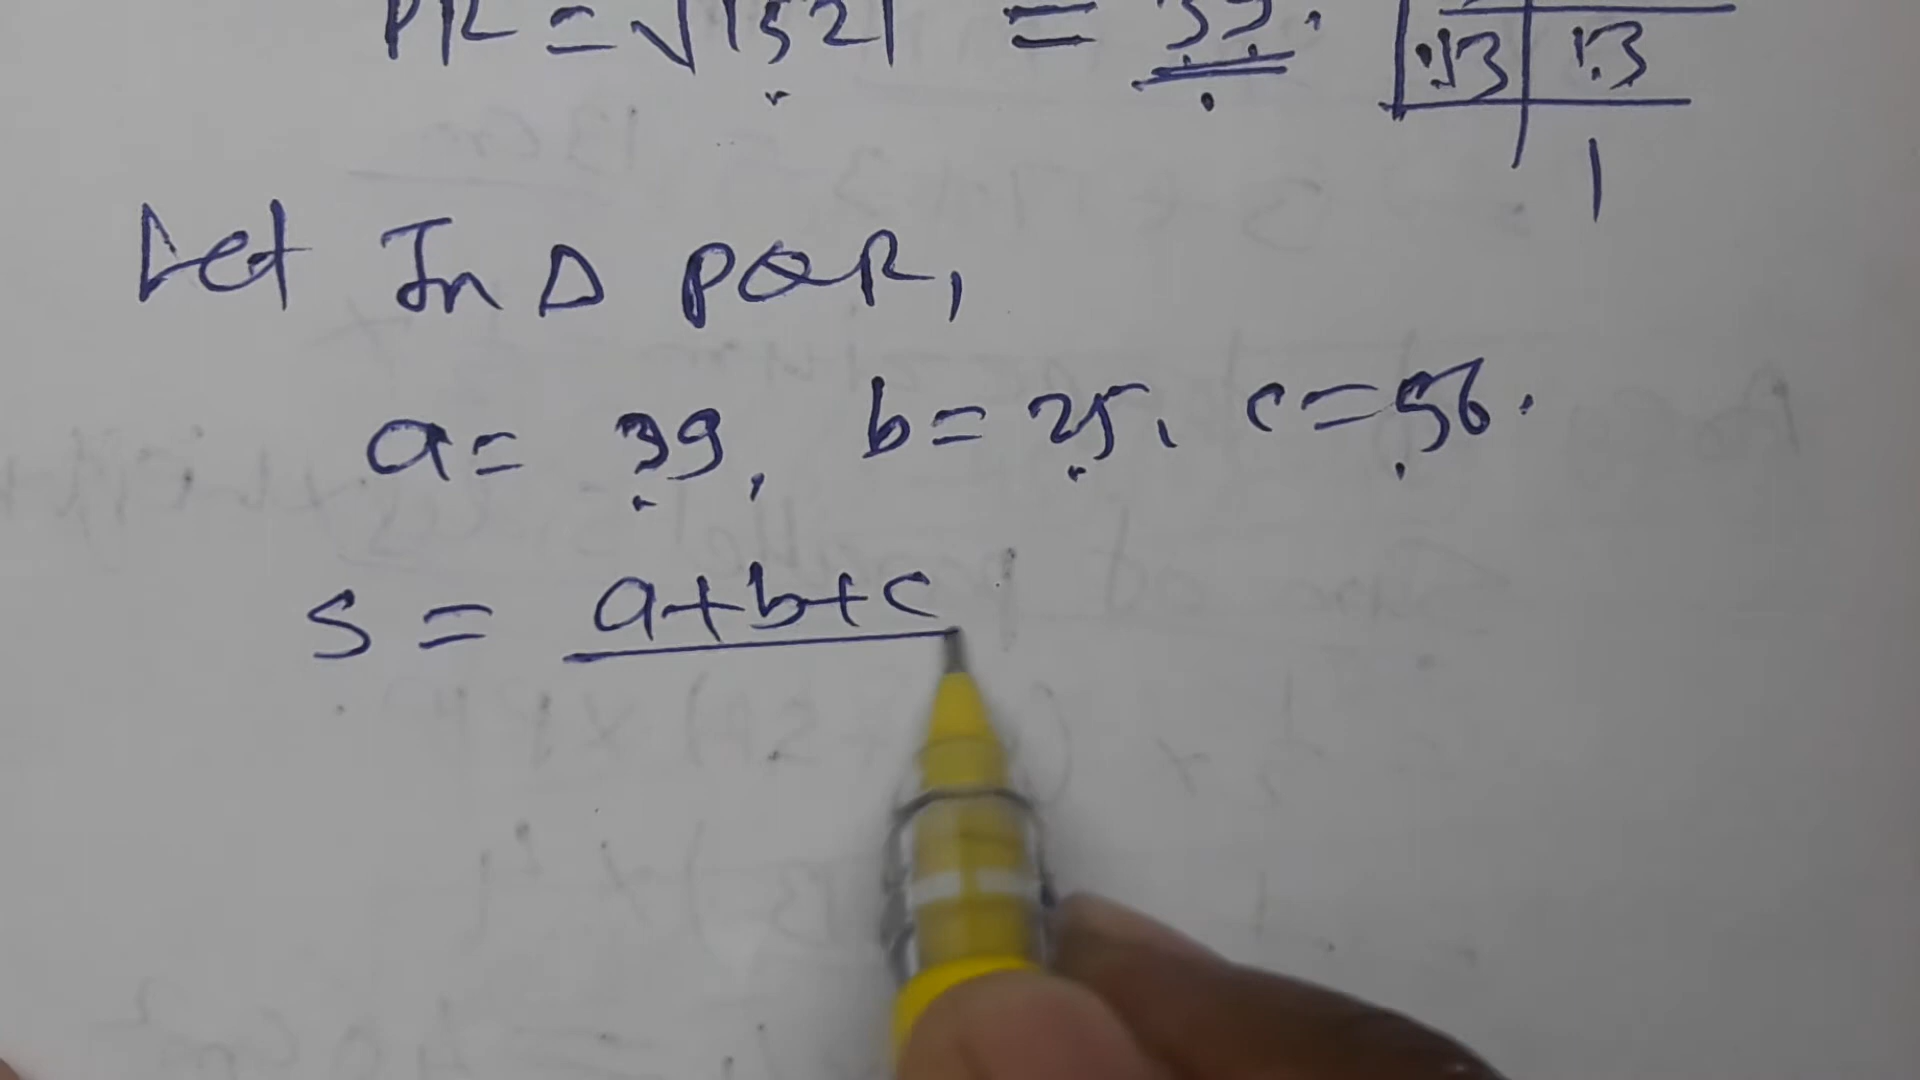 PR = √1521 = 39. 13 | 13
1
Let In Δ PQR,
a = 39, b = 25, c = 56.
s = a+b+c